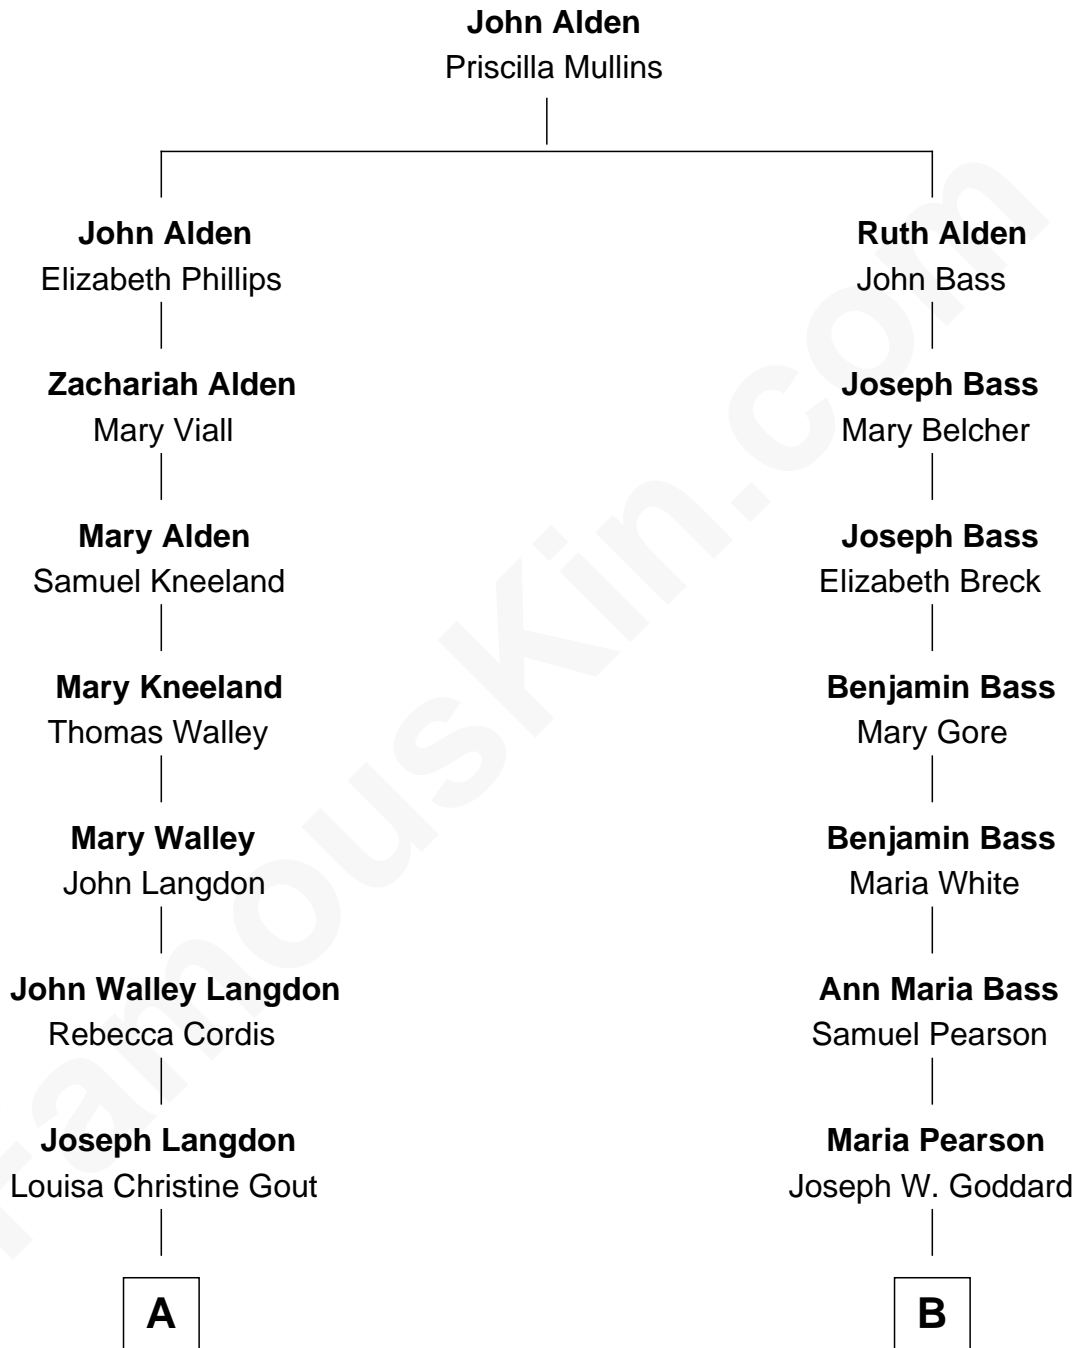 John Alden
Priscilla Mullins
John Alden
Elizabeth Phillips
Ruth Alden
John Bass
Zachariah Alden
Mary Viall
Joseph Bass
Mary Belcher
Mary Alden
Samuel Kneeland
Joseph Bass
Elizabeth Breck
Mary Kneeland
Thomas Walley
Benjamin Bass
Mary Gore
Mary Walley
John Langdon
Benjamin Bass
Maria White
John Walley Langdon
Rebecca Cordis
Ann Maria Bass
Samuel Pearson
Joseph Langdon
Louisa Christine Gout
Maria Pearson
Joseph W. Goddard
A
B
FamousKin.com